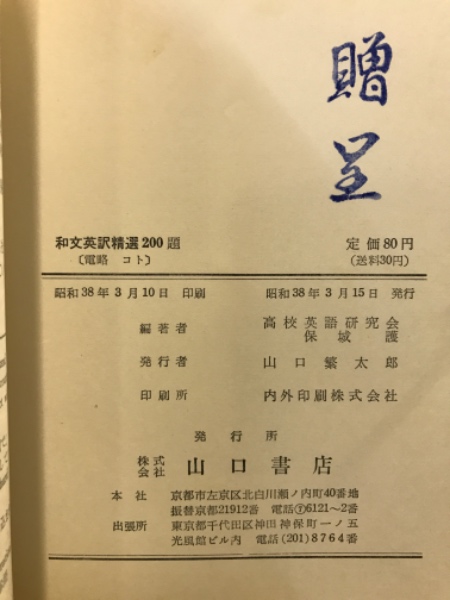 贈呈
和文英訳精選200題 定価80円
〔電略 コト〕 (送料30円)
昭和38年3月10日 印刷 昭和38年3月15日 発行
編著者 高校英語研究会
保城護
発行者 山口繁太郎
印刷所 内外印刷株式会社
発行所
株式会社 山口書店
本社 京都市左京区北白川瀬ノ内町40番地
振替京都21912番 電話⑦6121〜2番
出張所 東京都千代田区神田神保町一ノ五
光風館ビル内 電話(201)8764番